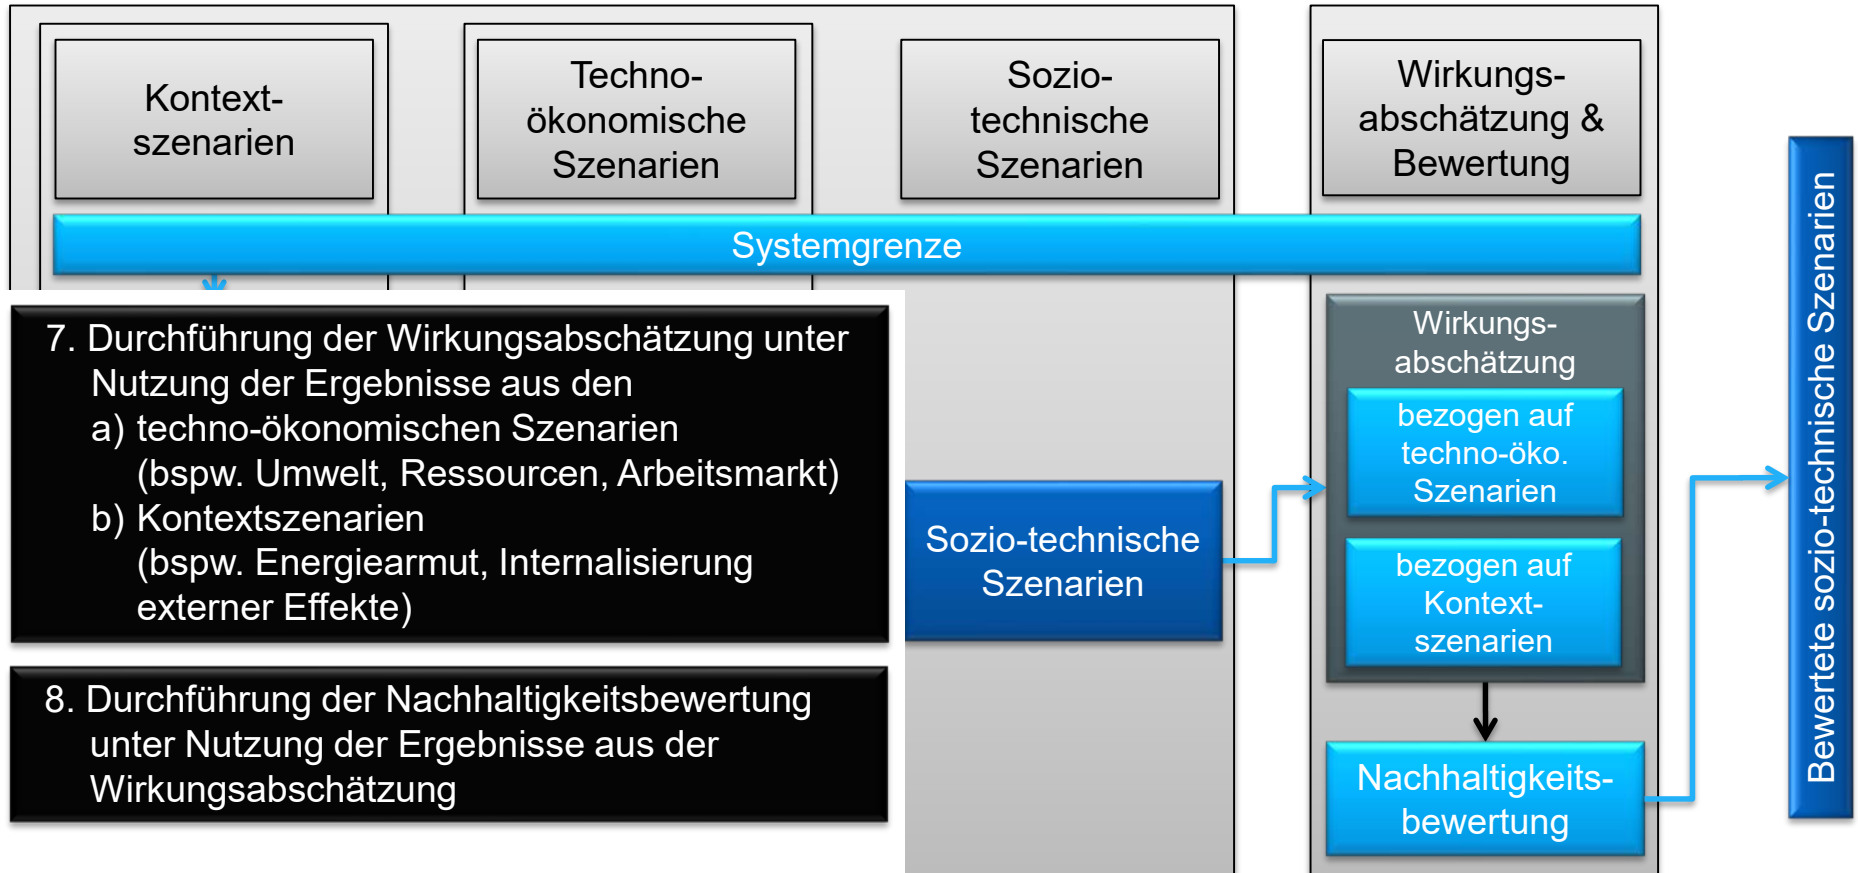 Kontext-
szenarien
Techno-
ökonomische
Szenarien
Sozio-
technische
Szenarien
Wirkungs-
abschätzung &
Bewertung
Systemgrenze
7. Durchführung der Wirkungsabschätzung unter
Nutzung der Ergebnisse aus den
a) techno-ökonomischen Szenarien
(bspw. Umwelt, Ressourcen, Arbeitsmarkt)
b) Kontextszenarien
(bspw. Energiearmut, Internalisierung
externer Effekte)
8. Durchführung der Nachhaltigkeitsbewertung
unter Nutzung der Ergebnisse aus der
Wirkungsabschätzung
Sozio-technische
Szenarien
Wirkungs-
abschätzung
bezogen auf
techno-öko.
Szenarien
bezogen auf
Kontext-
szenarien
Nachhaltigkeits-
bewertung
Bewertete sozio-technische Szenarien